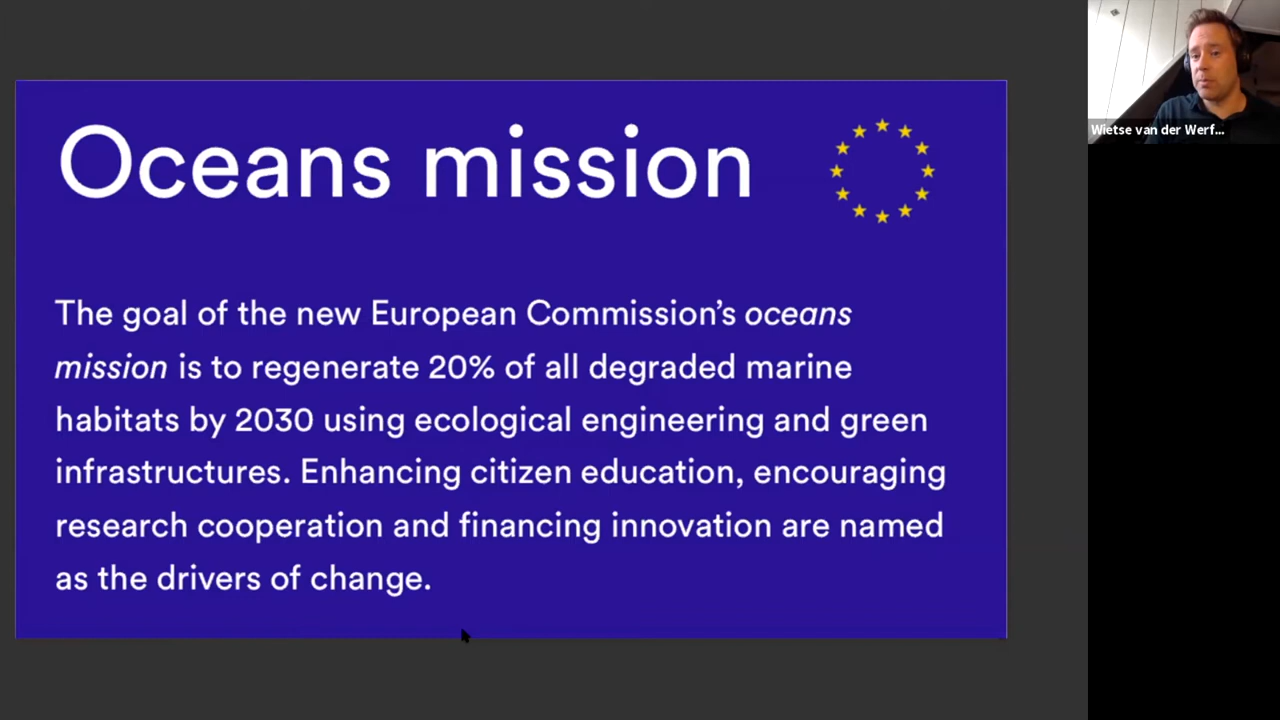 Oceans mission
The goal of the new European Commission’s oceans
mission is to regenerate 20% of all degraded marine
habitats by 2030 using ecological engineering and green
infrastructures. Enhancing citizen education, encouraging
research cooperation and financing innovation are named
as the drivers of change.
Wietse van der Werf...